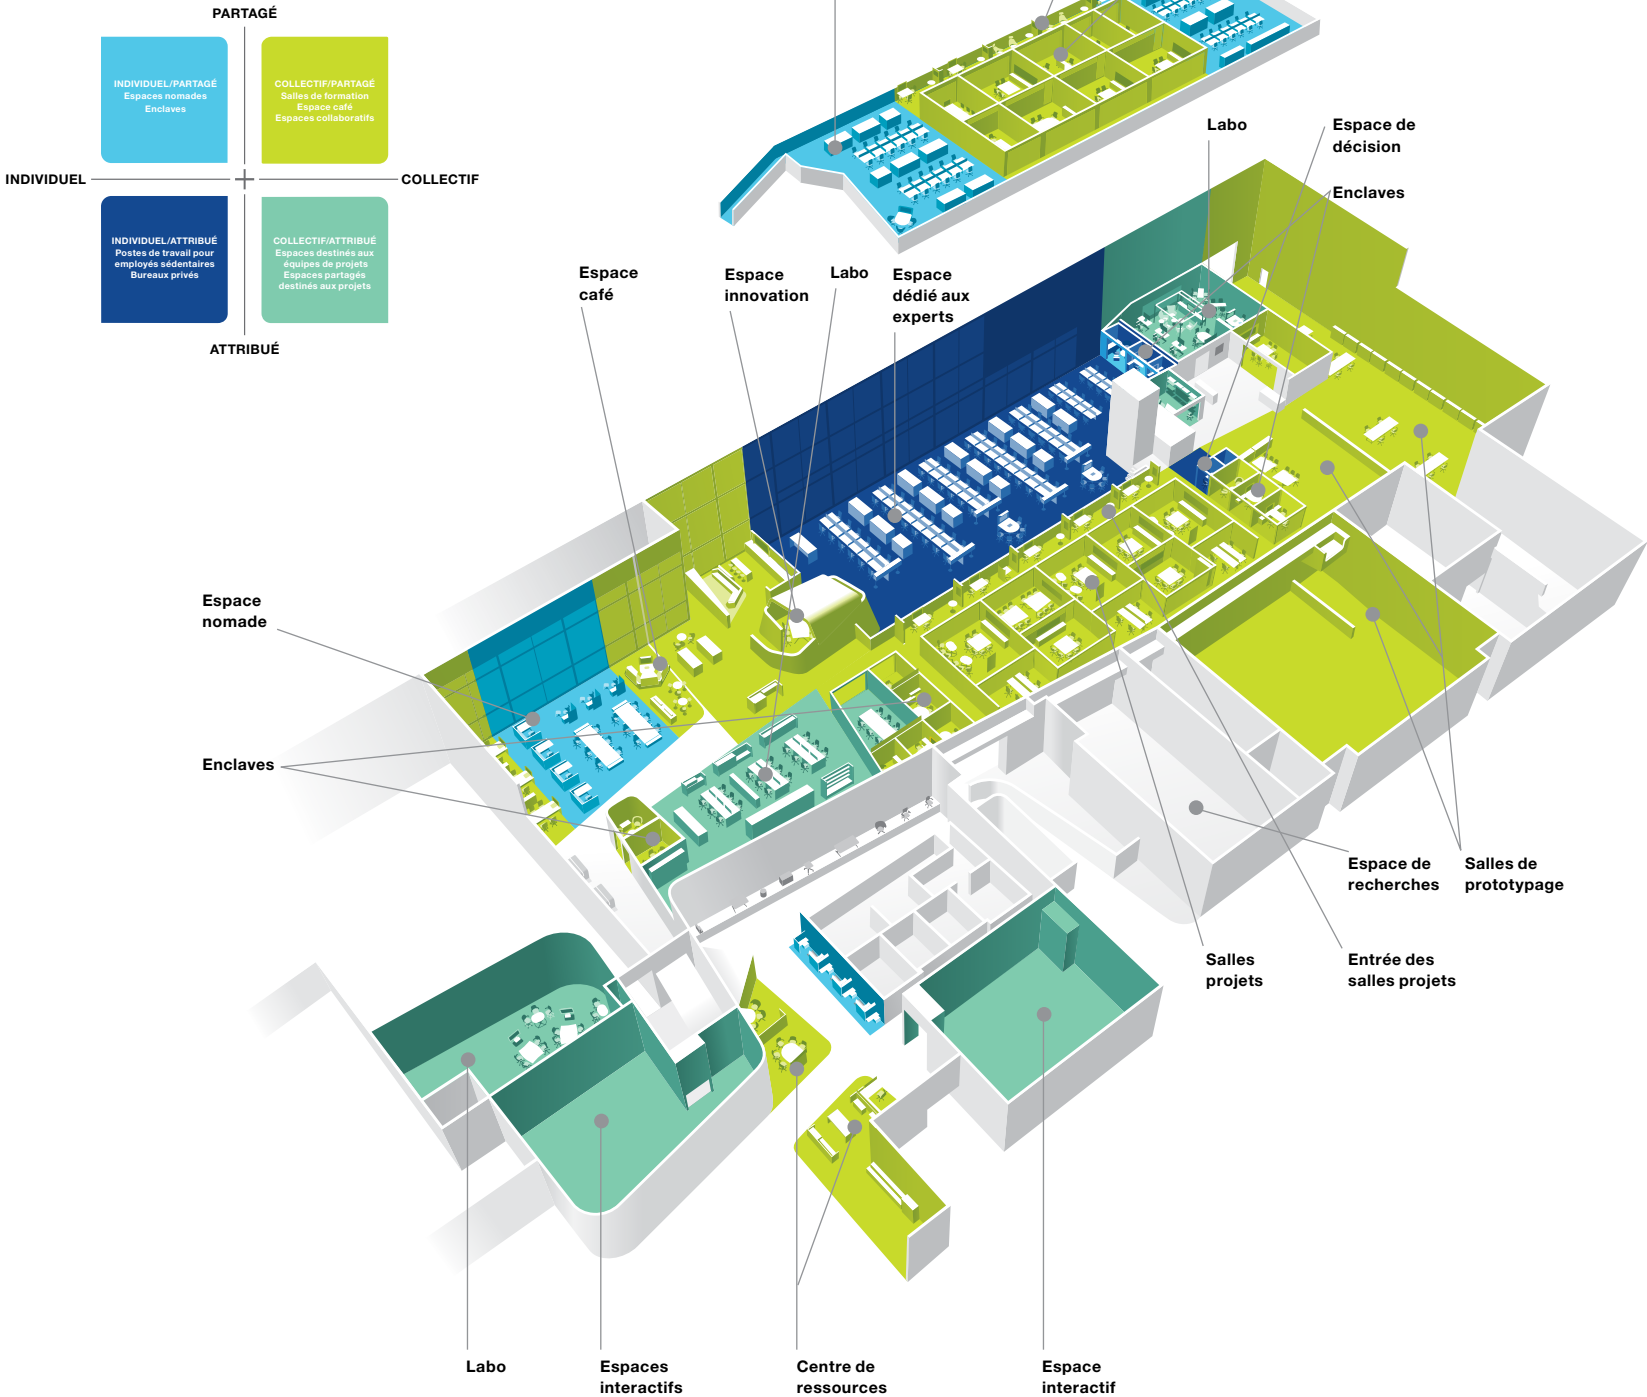 PARTAGÉ
INDIVIDUEL/PARTAGÉ
Espaces nomades
Enclaves
COLLECTIF/PARTAGÉ
Salles de formation
Espace café
Espaces collaboratifs
INDIVIDUEL
COLLECTIF
INDIVIDUEL/ATTRIBUÉ
Postes de travail pour
employés sédentaires
Bureaux privés
COLLECTIF/ATTRIBUÉ
Espaces destinés aux
équipes de projets
Espaces partagés
destinés aux projets
ATTRIBUÉ
Labo
Espace de
décision
Enclaves
Espace
café
Espace
innovation
Labo
Espace
dédié aux
experts
Espace
nomade
Enclaves
Espace de
recherches
Salles de
prototypage
Salles
projets
Entrée des
salles projets
Labo
Espaces
interactifs
Centre de
ressources
Espace
interactif